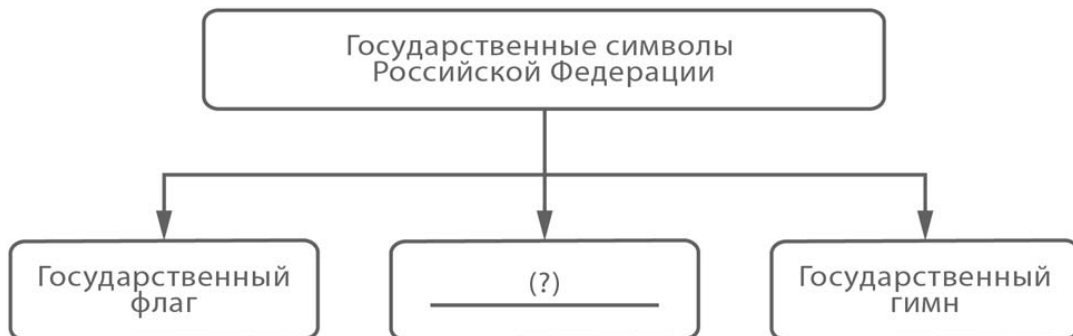 Государственные символы
Российской Федерации
Государственный
флаг
(?)
Государственный
гимн